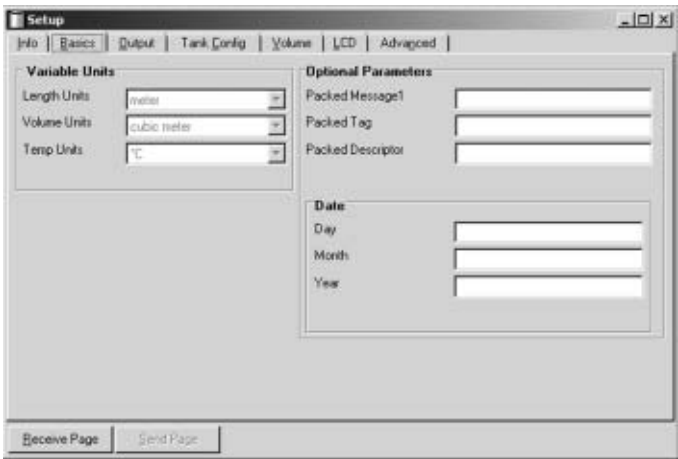 Setup
Info Basics Output Tank Config Volume LCD Advanced
Variable Units
Length Units meter
Volume Units cubic meter
Temp Units °C
Optional Parameters
Packed Message1
Packed Tag
Packed Descriptor
Date
Day
Month
Year
Receive Page Send Page